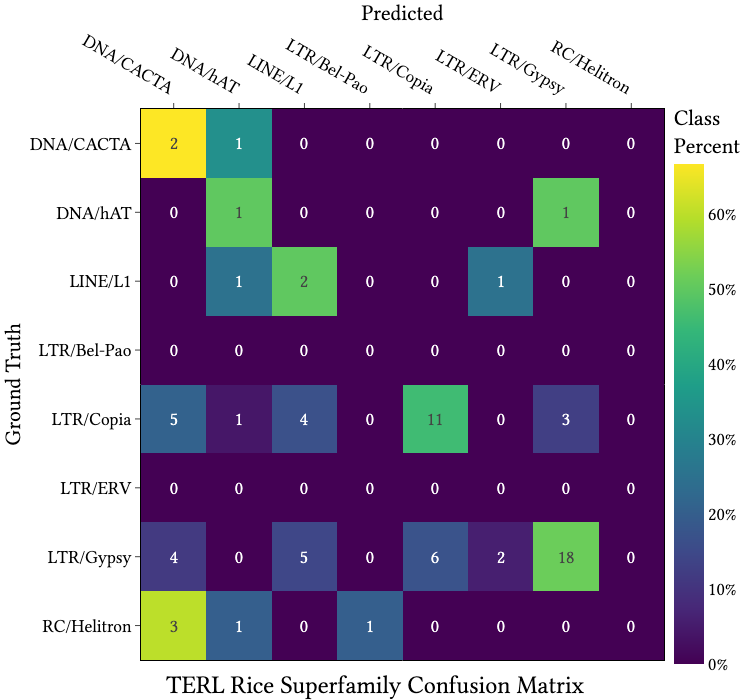 Predicted
DNA/CACTA DNA/hAT LINE/L1 LTR/Bel-Pao LTR/Copia LTR/ERV LTR/Gypsy RC/Helitron
Class
Percent
Ground Truth
DNA/CACTA 2 1 0 0 0 0 0 0
DNA/hAT 0 1 0 0 0 0 1 0
LINE/L1 0 1 2 0 0 1 0 0
LTR/Bel-Pao 0 0 0 0 0 0 0 0
LTR/Copia 5 1 4 0 11 0 3 0
LTR/ERV 0 0 0 0 0 0 0 0
LTR/Gypsy 4 0 5 0 6 2 18 0
RC/Helitron 3 1 0 1 0 0 0 0
60%
50%
40%
30%
20%
10%
0%
TERL Rice Superfamily Confusion Matrix